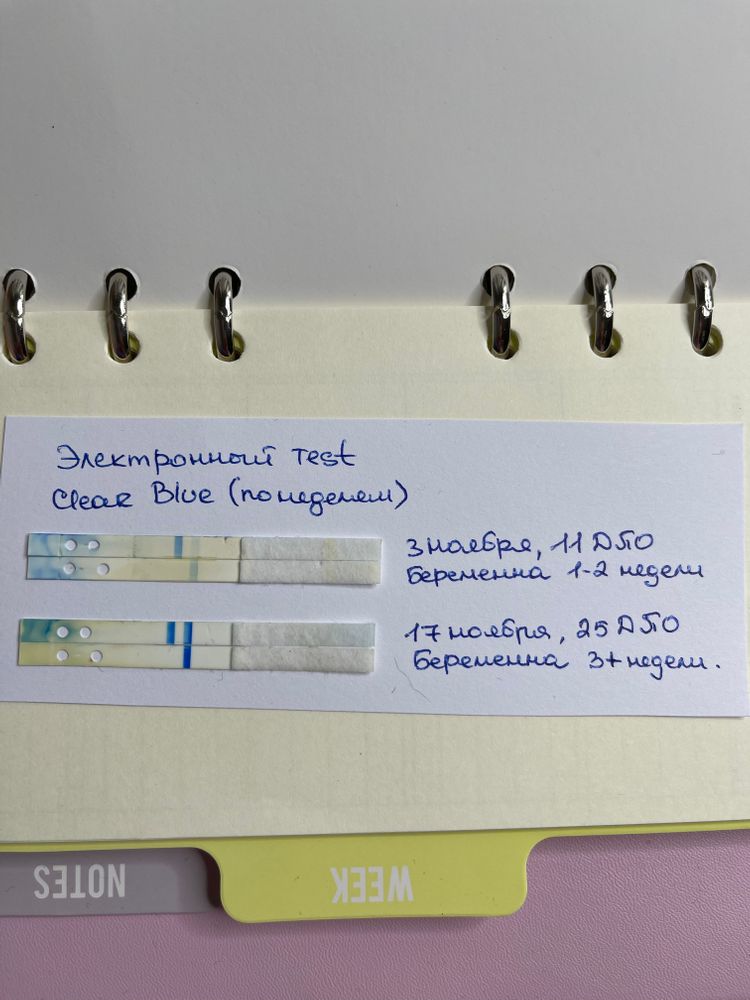 Электронный Test
Clear Blue (по неделем)
3 ноября, 11 ДПО
Беременна 1-2 недели
17 ноября, 25 ДПО
Беременна 3+ недели.
NOTES
WEEK